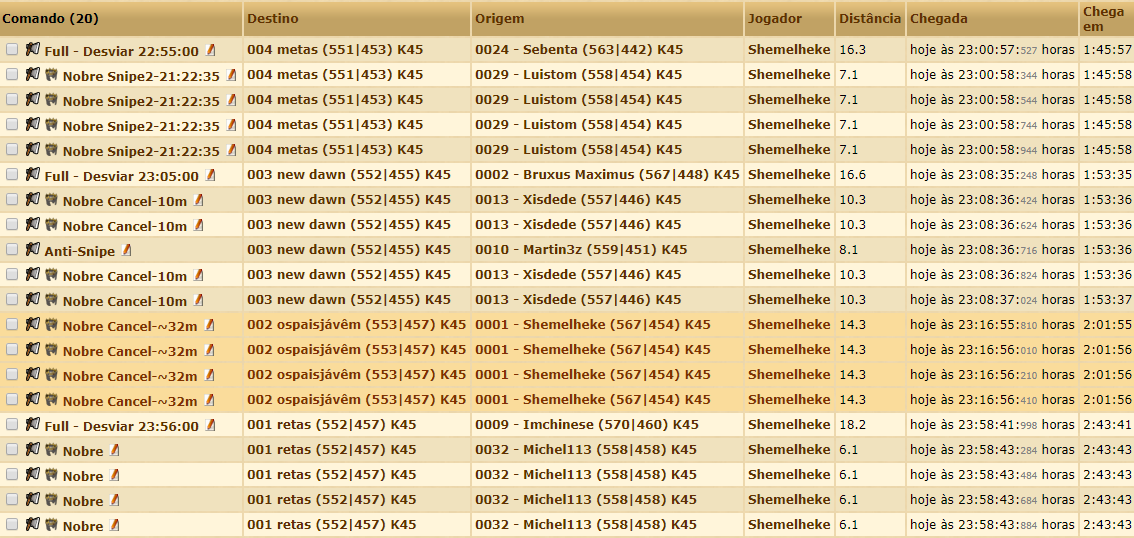 Comando (20) Destino Origem Jogador Distância Chegada Chega em
Full - Desviar 22:55:00 004 metas (551|453) K45 0024 - Sebenta (563|442) K45 Shemelheke 16.3 hoje às 23:00:57:527 horas 1:45:57
Nobre Snipe2-21:22:35 004 metas (551|453) K45 0029 - Luistom (558|454) K45 Shemelheke 7.1 hoje às 23:00:58:344 horas 1:45:58
Nobre Snipe2-21:22:35 004 metas (551|453) K45 0029 - Luistom (558|454) K45 Shemelheke 7.1 hoje às 23:00:58:544 horas 1:45:58
Nobre Snipe2-21:22:35 004 metas (551|453) K45 0029 - Luistom (558|454) K45 Shemelheke 7.1 hoje às 23:00:58:744 horas 1:45:58
Nobre Snipe2-21:22:35 004 metas (551|453) K45 0029 - Luistom (558|454) K45 Shemelheke 7.1 hoje às 23:00:58:944 horas 1:45:58
Full - Desviar 23:05:00 003 new dawn (552|455) K45 0002 - Bruxus Maximus (567|448) K45 Shemelheke 16.6 hoje às 23:08:35:248 horas 1:53:35
Nobre Cancel-10m 003 new dawn (552|455) K45 0013 - Xisdede (557|446) K45 Shemelheke 10.3 hoje às 23:08:36:424 horas 1:53:36
Nobre Cancel-10m 003 new dawn (552|455) K45 0013 - Xisdede (557|446) K45 Shemelheke 10.3 hoje às 23:08:36:624 horas 1:53:36
Anti-Snipe 003 new dawn (552|455) K45 0010 - Martin3z (559|451) K45 Shemelheke 8.1 hoje às 23:08:36:716 horas 1:53:36
Nobre Cancel-10m 003 new dawn (552|455) K45 0013 - Xisdede (557|446) K45 Shemelheke 10.3 hoje às 23:08:36:824 horas 1:53:36
Nobre Cancel-10m 003 new dawn (552|455) K45 0013 - Xisdede (557|446) K45 Shemelheke 10.3 hoje às 23:08:37:024 horas 1:53:37
Nobre Cancel-~32m 002 ospaisjávêm (553|457) K45 0001 - Shemelheke (567|454) K45 Shemelheke 14.3 hoje às 23:16:55:810 horas 2:01:55
Nobre Cancel-~32m 002 ospaisjávêm (553|457) K45 0001 - Shemelheke (567|454) K45 Shemelheke 14.3 hoje às 23:16:56:010 horas 2:01:56
Nobre Cancel-~32m 002 ospaisjávêm (553|457) K45 0001 - Shemelheke (567|454) K45 Shemelheke 14.3 hoje às 23:16:56:210 horas 2:01:56
Nobre Cancel-~32m 002 ospaisjávêm (553|457) K45 0001 - Shemelheke (567|454) K45 Shemelheke 14.3 hoje às 23:16:56:410 horas 2:01:56
Full - Desviar 23:56:00 001 retas (552|457) K45 0009 - Imchinese (570|460) K45 Shemelheke 18.2 hoje às 23:58:41:998 horas 2:43:41
Nobre 001 retas (552|457) K45 0032 - Michel113 (558|458) K45 Shemelheke 6.1 hoje às 23:58:43:284 horas 2:43:43
Nobre 001 retas (552|457) K45 0032 - Michel113 (558|458) K45 Shemelheke 6.1 hoje às 23:58:43:484 horas 2:43:43
Nobre 001 retas (552|457) K45 0032 - Michel113 (558|458) K45 Shemelheke 6.1 hoje às 23:58:43:684 horas 2:43:43
Nobre 001 retas (552|457) K45 0032 - Michel113 (558|458) K45 Shemelheke 6.1 hoje às 23:58:43:884 horas 2:43:43